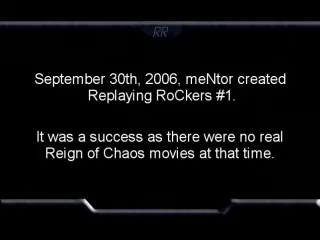 RR
September 30th, 2006, meNtor created
Replaying RoCkers #1.
It was a success as there were no real
Reign of Chaos movies at that time.